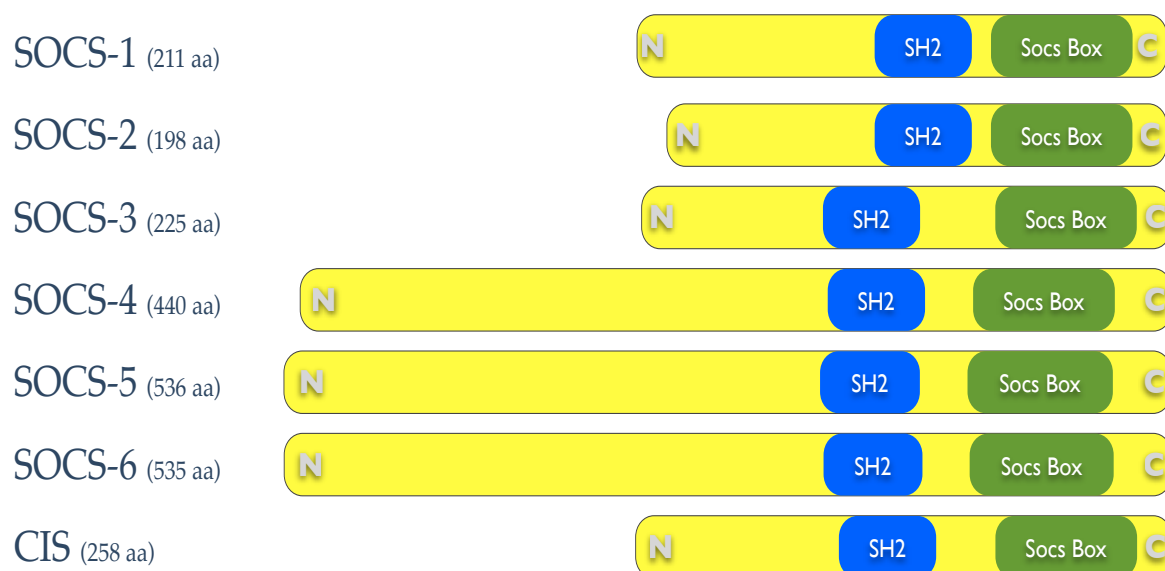 SOCS-1 (211 aa) N SH2 Socs Box C
SOCS-2 (198 aa) N SH2 Socs Box C
SOCS-3 (225 aa) N SH2 Socs Box C
SOCS-4 (440 aa) N SH2 Socs Box C
SOCS-5 (536 aa) N SH2 Socs Box C
SOCS-6 (535 aa) N SH2 Socs Box C
CIS (258 aa) N SH2 Socs Box C